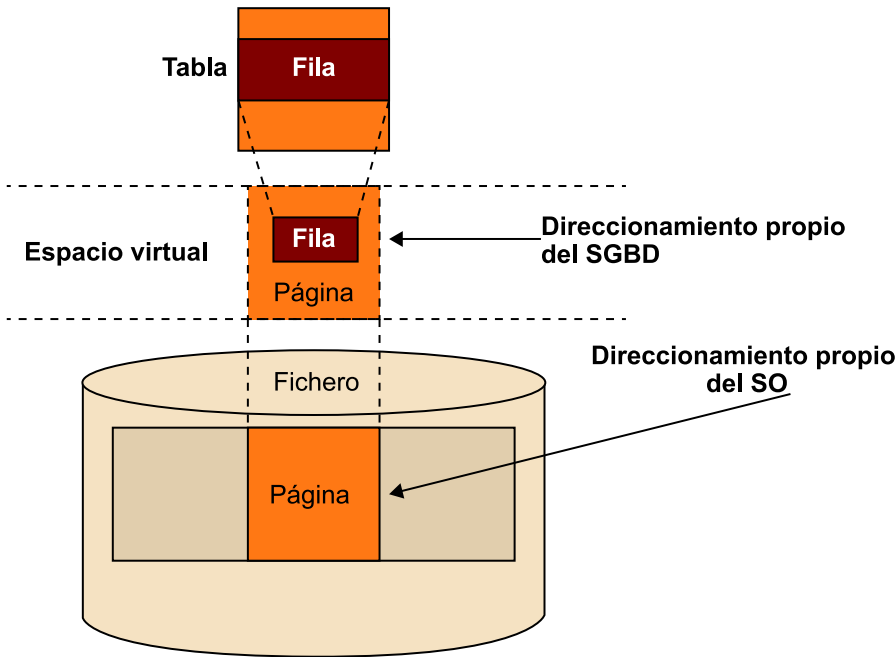 Tabla
Fila
Espacio virtual
Fila
Página
Direccionamiento propio
del SGBD
Fichero
Página
Direccionamiento propio
del SO